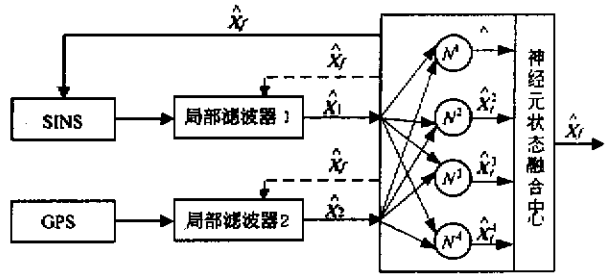 X̂f
X̂f
SINS
局部滤波器 1
X̂1
X̂f
GPS
局部滤波器2
X̂2
N1
^
N2
X̂f2
N3
X̂f3
N4
X̂f4
神经元状态融合中心
X̂f